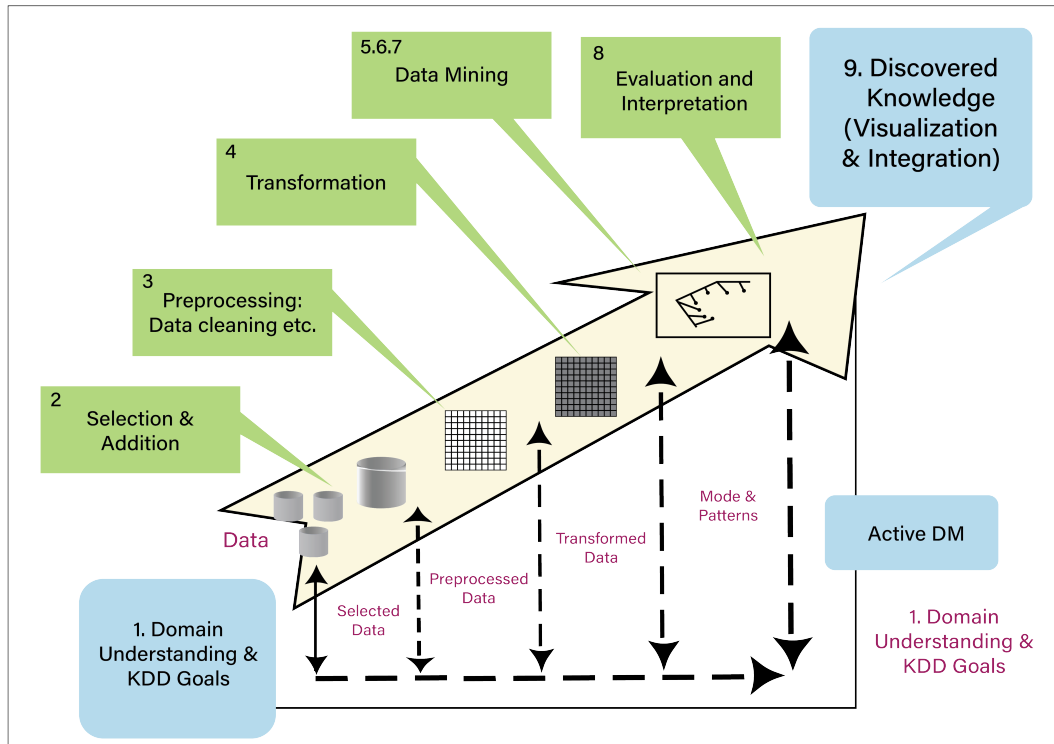 5.6.7
Data Mining
8
Evaluation and
Interpretation
9. Discovered
Knowledge
(Visualization
& Integration)
4
Transformation
3
Preprocessing:
Data cleaning etc.
2
Selection &
Addition
Data
Mode &
Patterns
Transformed
Data
Preprocessed
Data
Selected
Data
Active DM
1. Domain
Understanding &
KDD Goals
1. Domain
Understanding &
KDD Goals